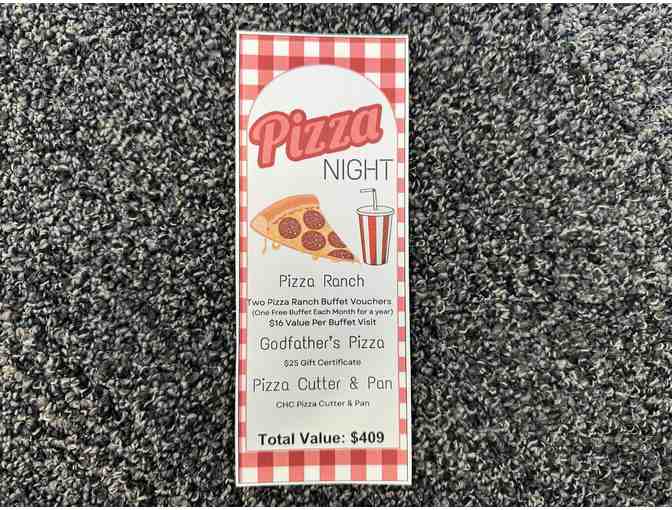 Pizza
NIGHT
Pizza Ranch
Two Pizza Ranch Buffet Vouchers
(One Free Buffet Each Month for a year)
$16 Value Per Buffet Visit
Godfather's Pizza
$25 Gift Certificate
Pizza Cutter & Pan
CHC Pizza Cutter & Pan
Total Value: $409